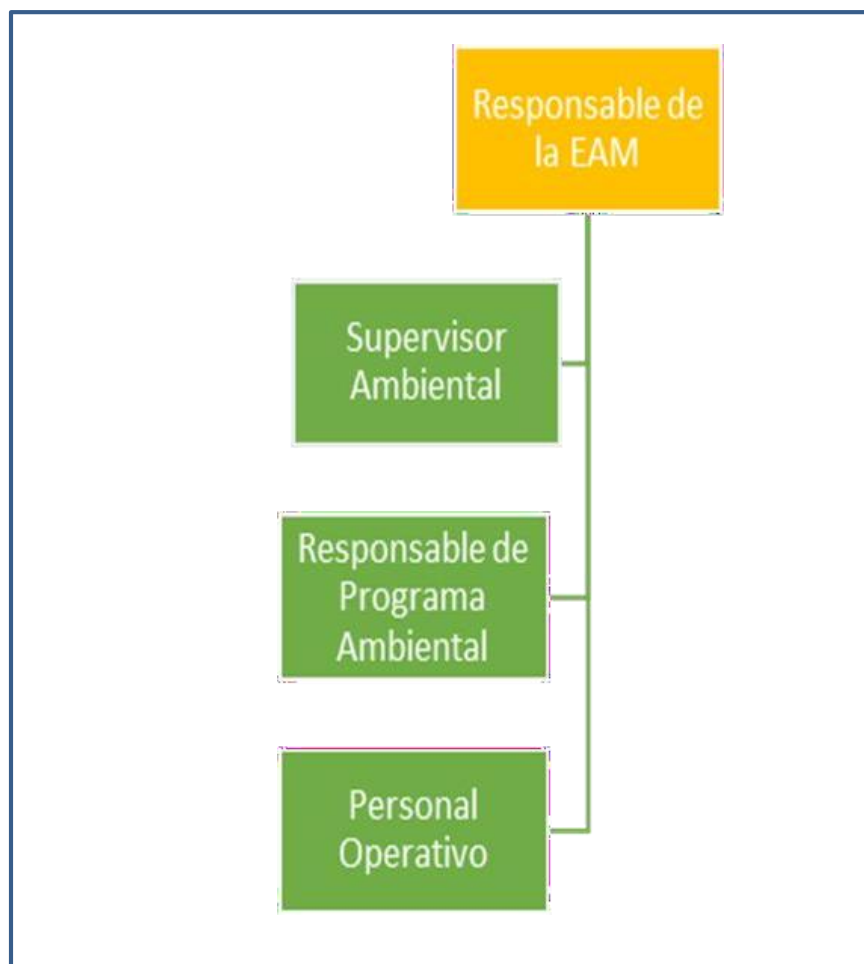 Responsable de
la EAM
Supervisor
Ambiental
Responsable de
Programa
Ambiental
Personal
Operativo